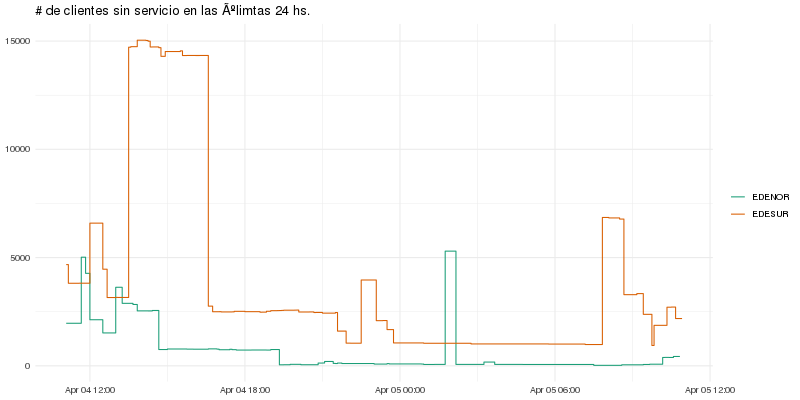 # de clientes sin servicio en las Ãºlimtas 24 hs.
15000
10000
5000
0
Apr 04 12:00
Apr 04 18:00
Apr 05 00:00
Apr 05 06:00
Apr 05 12:00
EDENOR
EDESUR